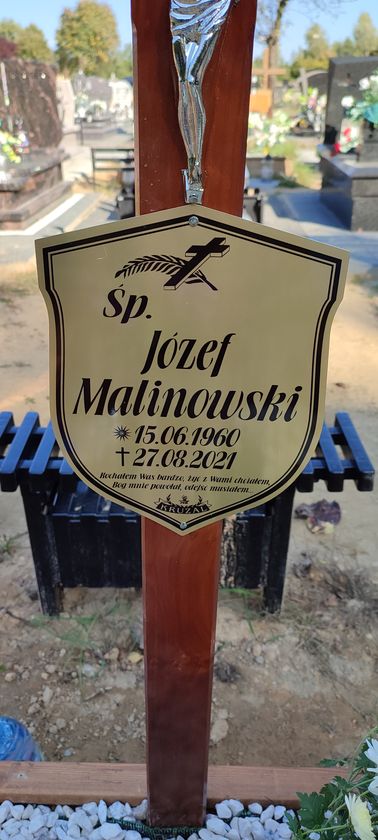 Śp.
Józef
Malinowski
15.06.1960
27.08.2021
Kochałem Was bardzo, żyć z Wami chciałem,
Bóg mnie powołał, odejść musiałem...
KRUŻAL